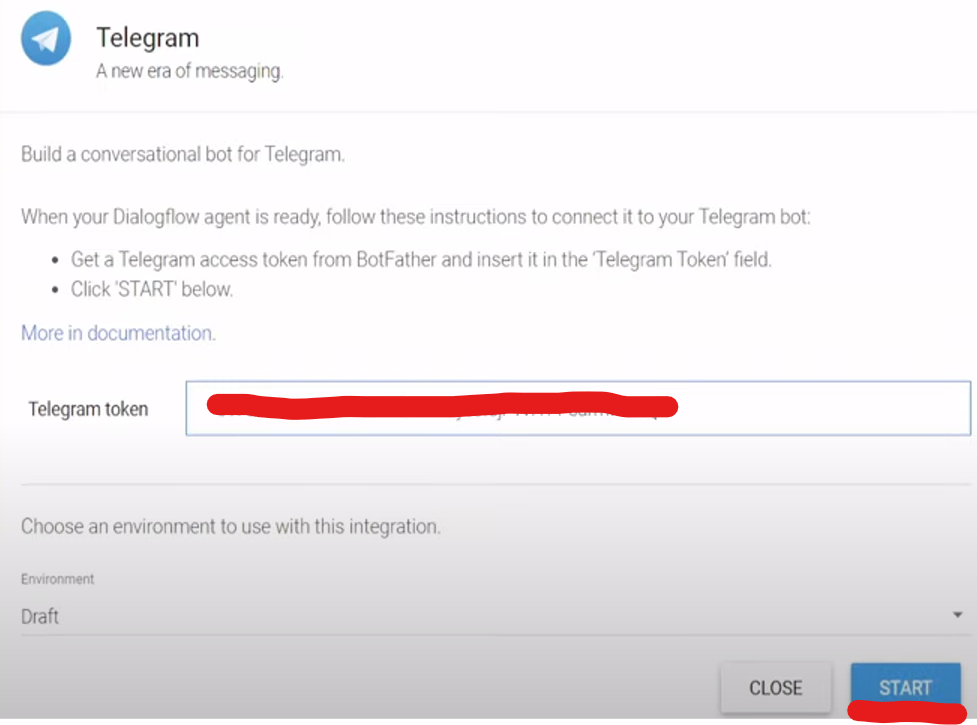 Telegram
A new era of messaging.
Build a conversational bot for Telegram.
When your Dialogflow agent is ready, follow these instructions to connect it to your Telegram bot:
• Get a Telegram access token from BotFather and insert it in the 'Telegram Token' field.
• Click 'START' below.
More in documentation.
Telegram token
Choose an environment to use with this integration.
Environment
Draft
CLOSE START